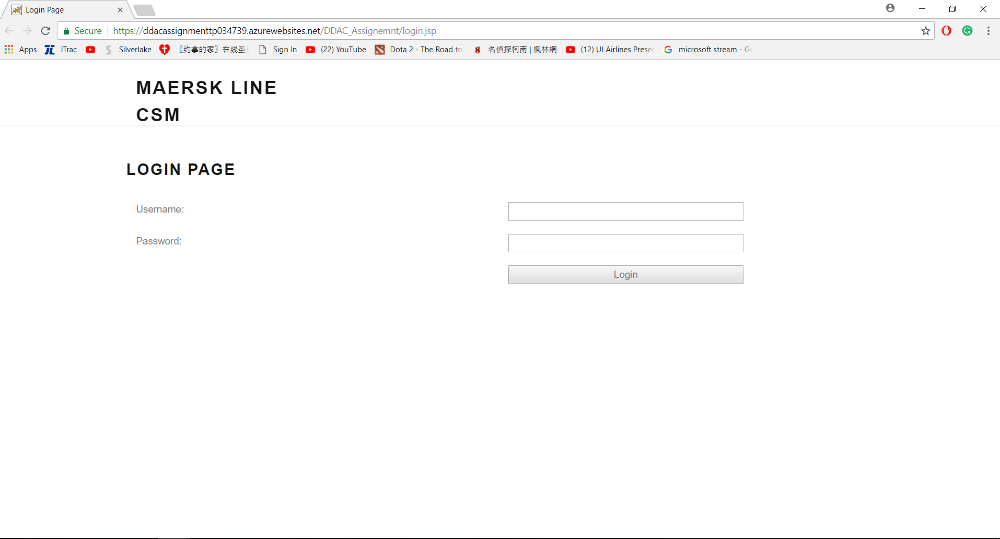 Login Page
Secure https://ddacassignmenttp034739.azurewebsites.net/DDAC_Assignemnt/login.jsp
Apps JTrac Silverlake 〖约拿的家〗在线圣 Sign In (22) YouTube Dota 2 - The Road to 名偵探柯南 | 楓林網 (12) UI Airlines Preser microsoft stream - Go
MAERSK LINE
CSM
LOGIN PAGE
Username:
Password:
Login